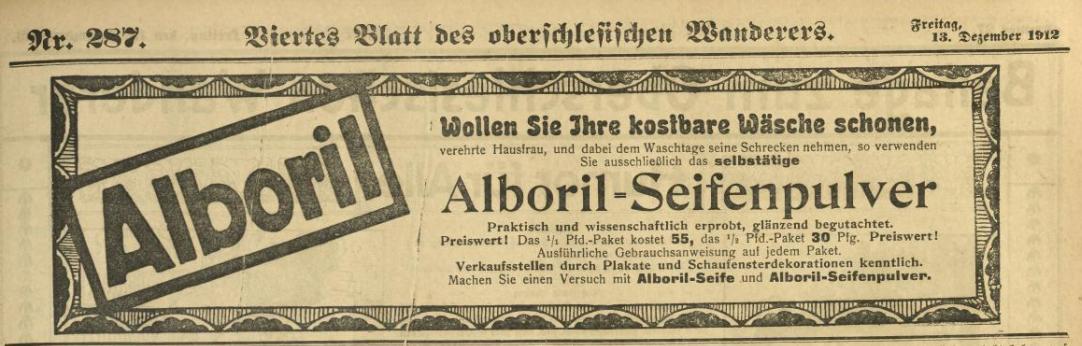 Nr. 287.
Viertes Blatt des oberschlesischen Wanderers.
Freitag,
13. Dezember 1912
Alboril
Wollen Sie Ihre kostbare Wäsche schonen,
verehrte Hausfrau, und dabei dem Waschtage seine Schrecken nehmen, so verwenden
Sie ausschließlich das selbstätige
Alboril=Seifenpulver
Praktisch und wissenschaftlich erprobt, glänzend begutachtet.
Preiswert! Das 1/1 Pfd.-Paket kostet 55, das 1/2 Pfd.-Paket 30 Pfg. Preiswert!
Ausführliche Gebrauchsanweisung auf jedem Paket.
Verkaufsstellen durch Plakate und Schaufensterdekorationen kenntlich.
Machen Sie einen Versuch mit Alboril-Seife und Alboril-Seifenpulver.